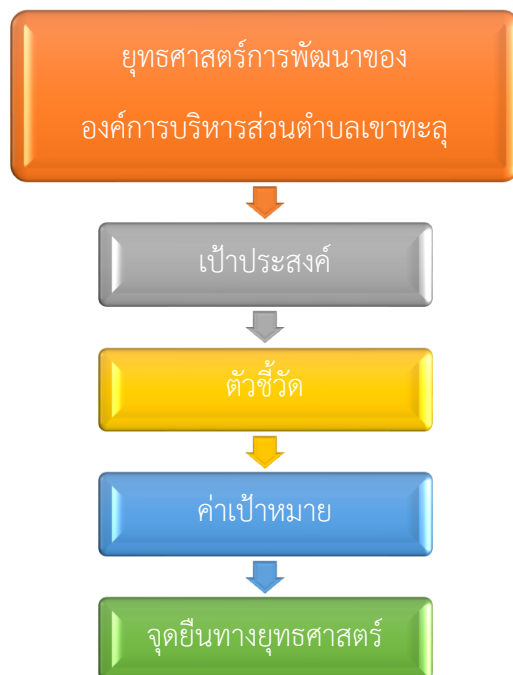 ยุทธศาสตร์การพัฒนาของ
องค์การบริหารส่วนตำบลเขาทะลุ
เป้าประสงค์
ตัวชี้วัด
ค่าเป้าหมาย
จุดยืนทางยุทธศาสตร์